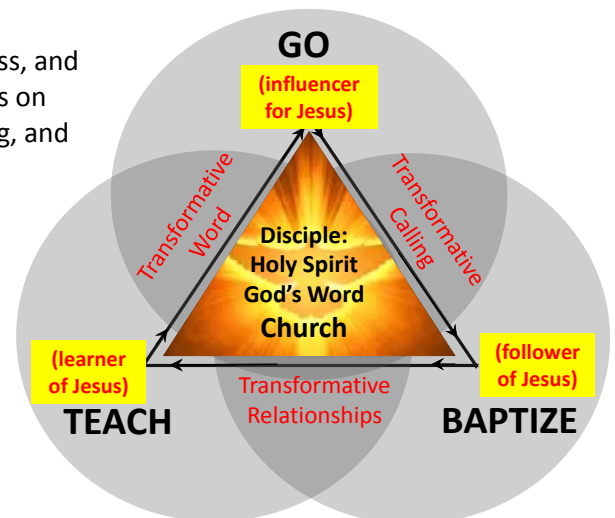 ss, and
s on
g, and
GO
(influencer
for Jesus)
Transformative
Word
Transformative
Calling
Disciple:
Holy Spirit
God's Word
Church
(learner
of Jesus)
TEACH
Transformative
Relationships
(follower
of Jesus)
BAPTIZE